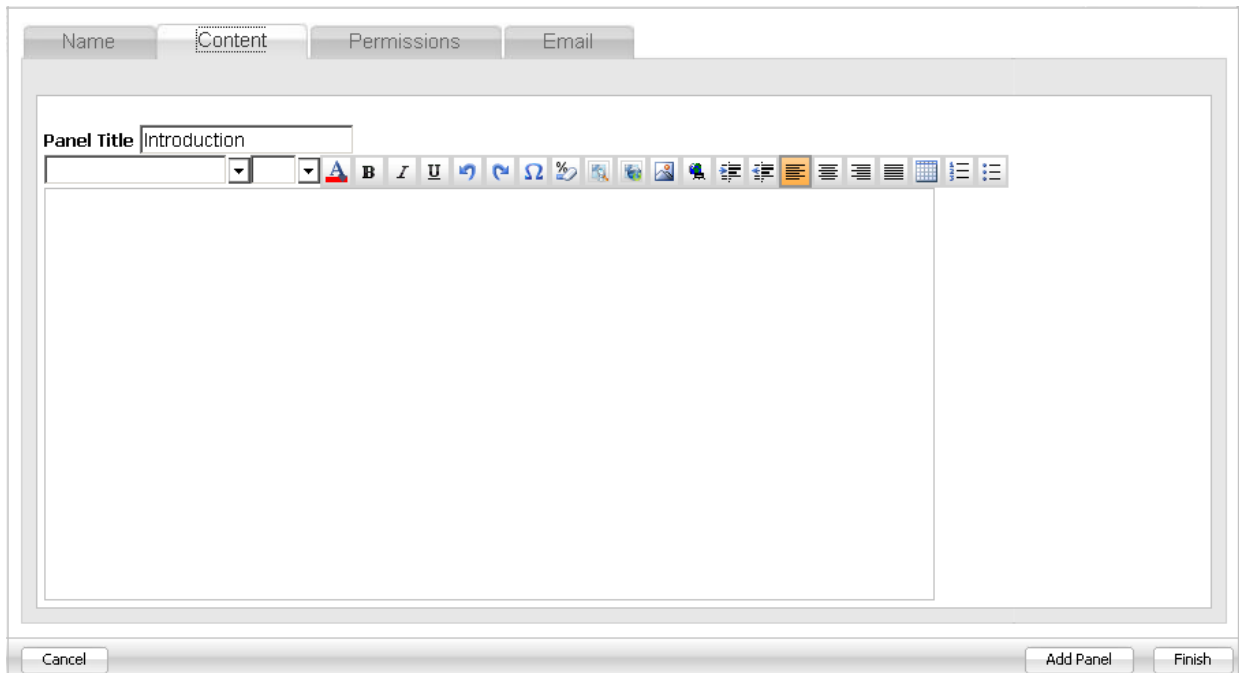 Name Content Permissions Email
Panel Title Introduction
A B I U Ω %
Cancel Add Panel Finish